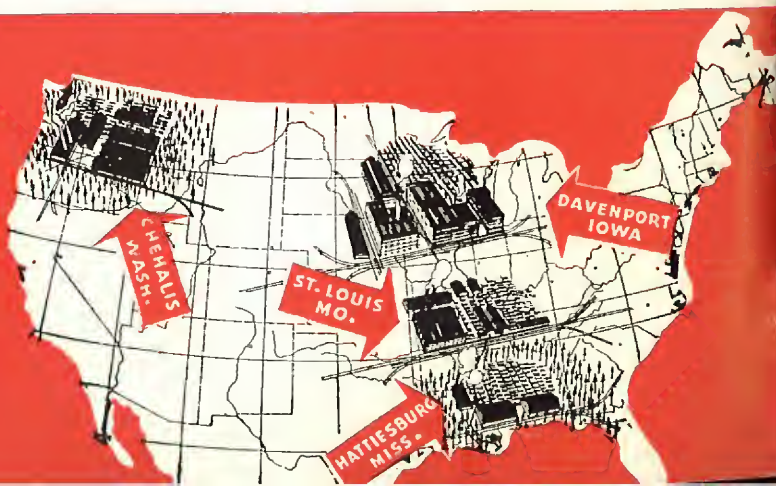 CHEHALIS
WASH.
ST. LOUIS
MO.
DAVENPORT
IOWA
HATTIESBURG
MISS.